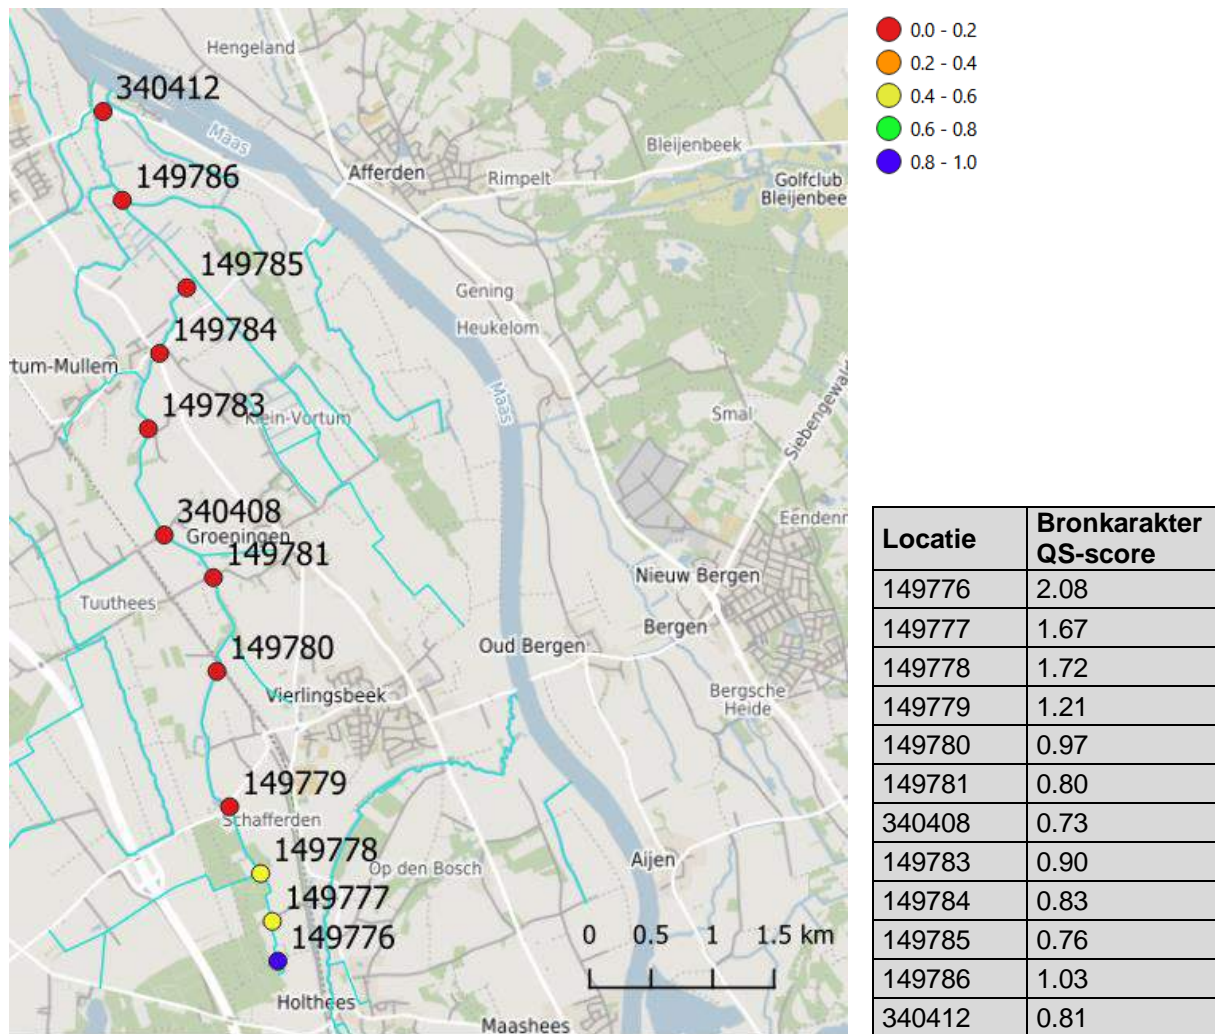 Hengeland
340412
Maas
Bleijenbeek
149786
Afferden
Rimpelt
Golfclub
Bleijenbee
149785
Gening
Heukelom
149784
tum-Mullem
Maas
Siebengewald
149783
Klein-Vortum
Smal
340408
Groeningen
Eendenr
149781
Nieuw Bergen
Tuuthees
Bergen
Oud Bergen
149780
Vierlingsbeek
Bergsche
Heide
149779
Schafferden
149778
Op den Bosch
Aijen
149777
149776
0 0.5 1 1.5 km
Holthees
Maashees
0.0 - 0.2
0.2 - 0.4
0.4 - 0.6
0.6 - 0.8
0.8 - 1.0
Locatie Bronkarakter
QS-score
149776 2.08
149777 1.67
149778 1.72
149779 1.21
149780 0.97
149781 0.80
340408 0.73
149783 0.90
149784 0.83
149785 0.76
149786 1.03
340412 0.81